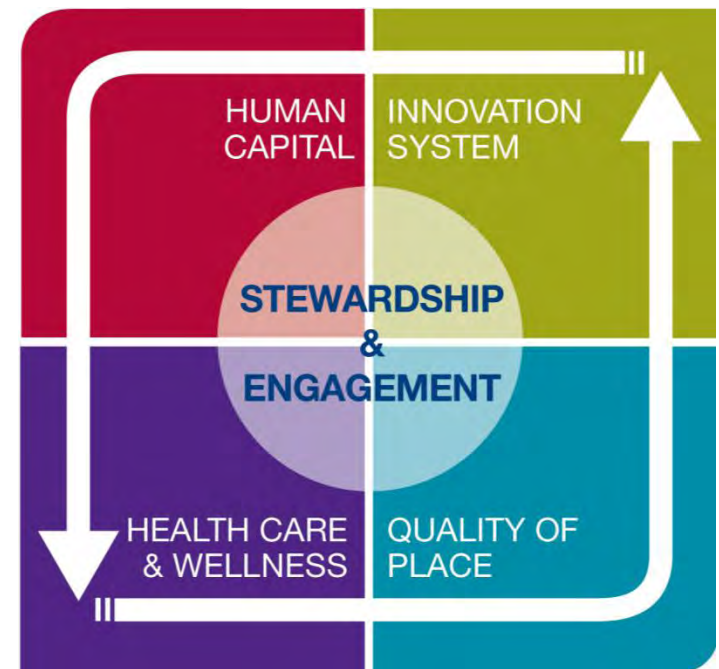 HUMAN
CAPITAL
INNOVATION
SYSTEM
STEWARDSHIP
&
ENGAGEMENT
HEALTH CARE
& WELLNESS
QUALITY OF
PLACE